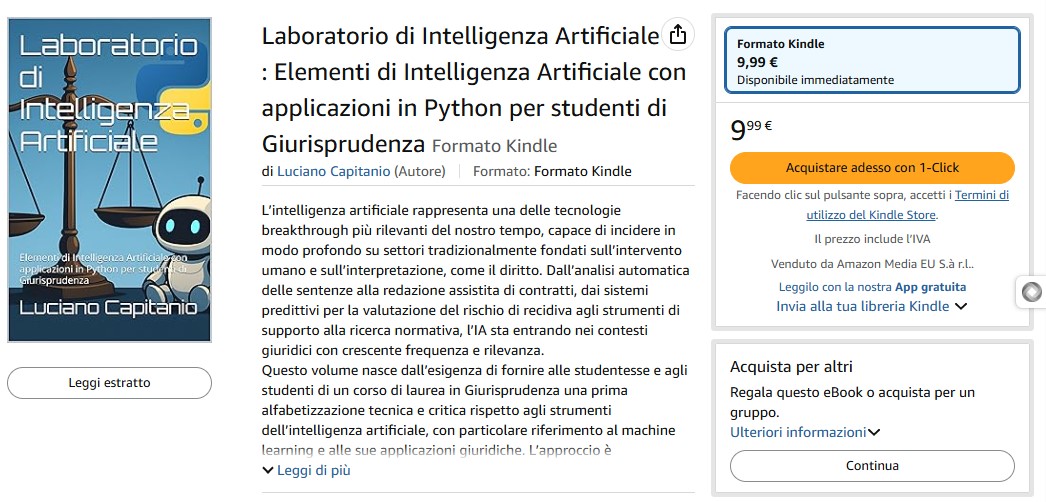 Laboratorio
di
Intelligenza
Artificiale
Elementi di Intelligenza Artificiale con
applicazioni in Python per studenti di
Giurisprudenza
Luciano Capitanio
Leggi estratto
Laboratorio di Intelligenza Artificiale
: Elementi di Intelligenza Artificiale con
applicazioni in Python per studenti di
Giurisprudenza Formato Kindle
di Luciano Capitanio (Autore) Formato: Formato Kindle
L’intelligenza artificiale rappresenta una delle tecnologie
breakthrough più rilevanti del nostro tempo, capace di incidere in
modo profondo su settori tradizionalmente fondati sull’intervento
umano e sull’interpretazione, come il diritto. Dall’analisi automatica
delle sentenze alla redazione assistita di contratti, dai sistemi
predittivi per la valutazione del rischio di recidiva agli strumenti di
supporto alla ricerca normativa, l’IA sta entrando nei contesti
giuridici con crescente frequenza e rilevanza.
Questo volume nasce dall’esigenza di fornire alle studentesse e agli
studenti di un corso di laurea in Giurisprudenza una prima
alfabetizzazione tecnica e critica rispetto agli strumenti
dell’intelligenza artificiale, con particolare riferimento al machine
learning e alle sue applicazioni giuridiche. L’approccio è
Leggi di più
Formato Kindle
9,99 €
Disponibile immediatamente
999 €
Acquistare adesso con 1-Click
Facendo clic sul pulsante sopra, accetti i Termini di
utilizzo del Kindle Store.
Il prezzo include l’IVA
Venduto da Amazon Media EU S.à r.l..
Leggilo con la nostra App gratuita
Invia alla tua libreria Kindle
Acquista per altri
Regala questo eBook o acquista per un
gruppo.
Ulteriori informazioni
Continua